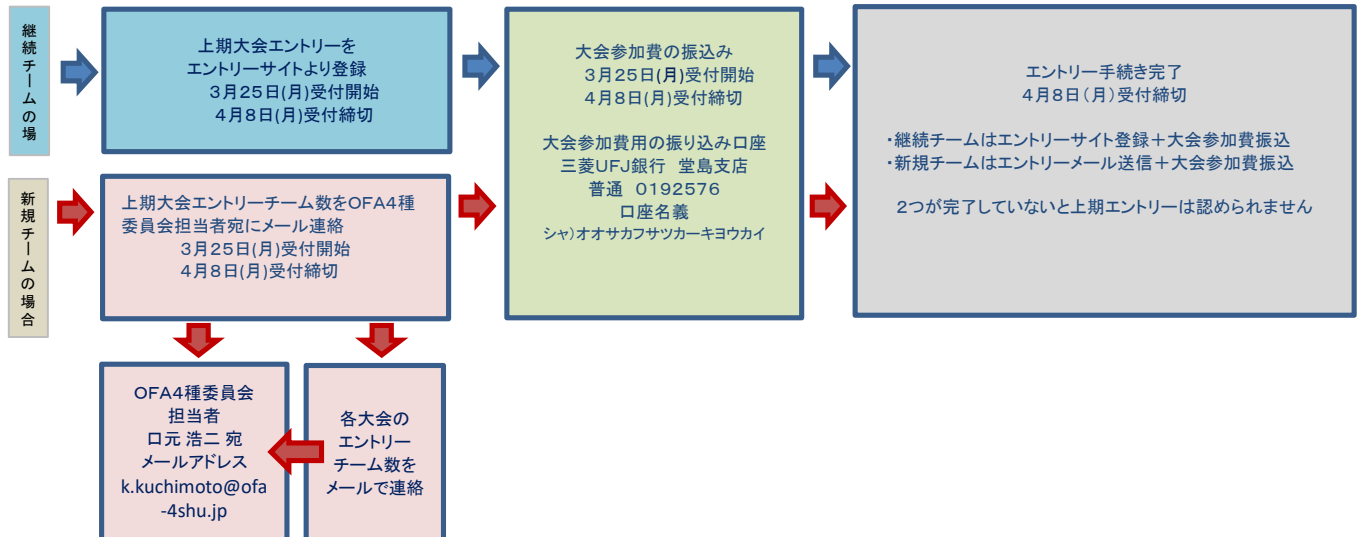 継続チームの場
上期大会エントリーを
エントリーサイトより登録
3月25日(月)受付開始
4月8日(月)受付締切
大会参加費の振込み
3月25日(月)受付開始
4月8日(月)受付締切
大会参加費用の振り込み口座
三菱UFJ銀行 堂島支店
普通 0192576
口座名義
シャ)オオサカフサツカーキヨウカイ
エントリー手続き完了
4月8日(月)受付締切
・継続チームはエントリーサイト登録+大会参加費振込
・新規チームはエントリーメール送信+大会参加費振込
2つが完了していないと上期エントリーは認められません
新規チームの場合
上期大会エントリーチーム数をOFA4種
委員会担当者宛にメール連絡
3月25日(月)受付開始
4月8日(月)受付締切
OFA4種委員会
担当者
口元 浩二 宛
メールアドレス
k.kuchimoto@ofa
-4shu.jp
各大会の
エントリー
チーム数を
メールで連絡